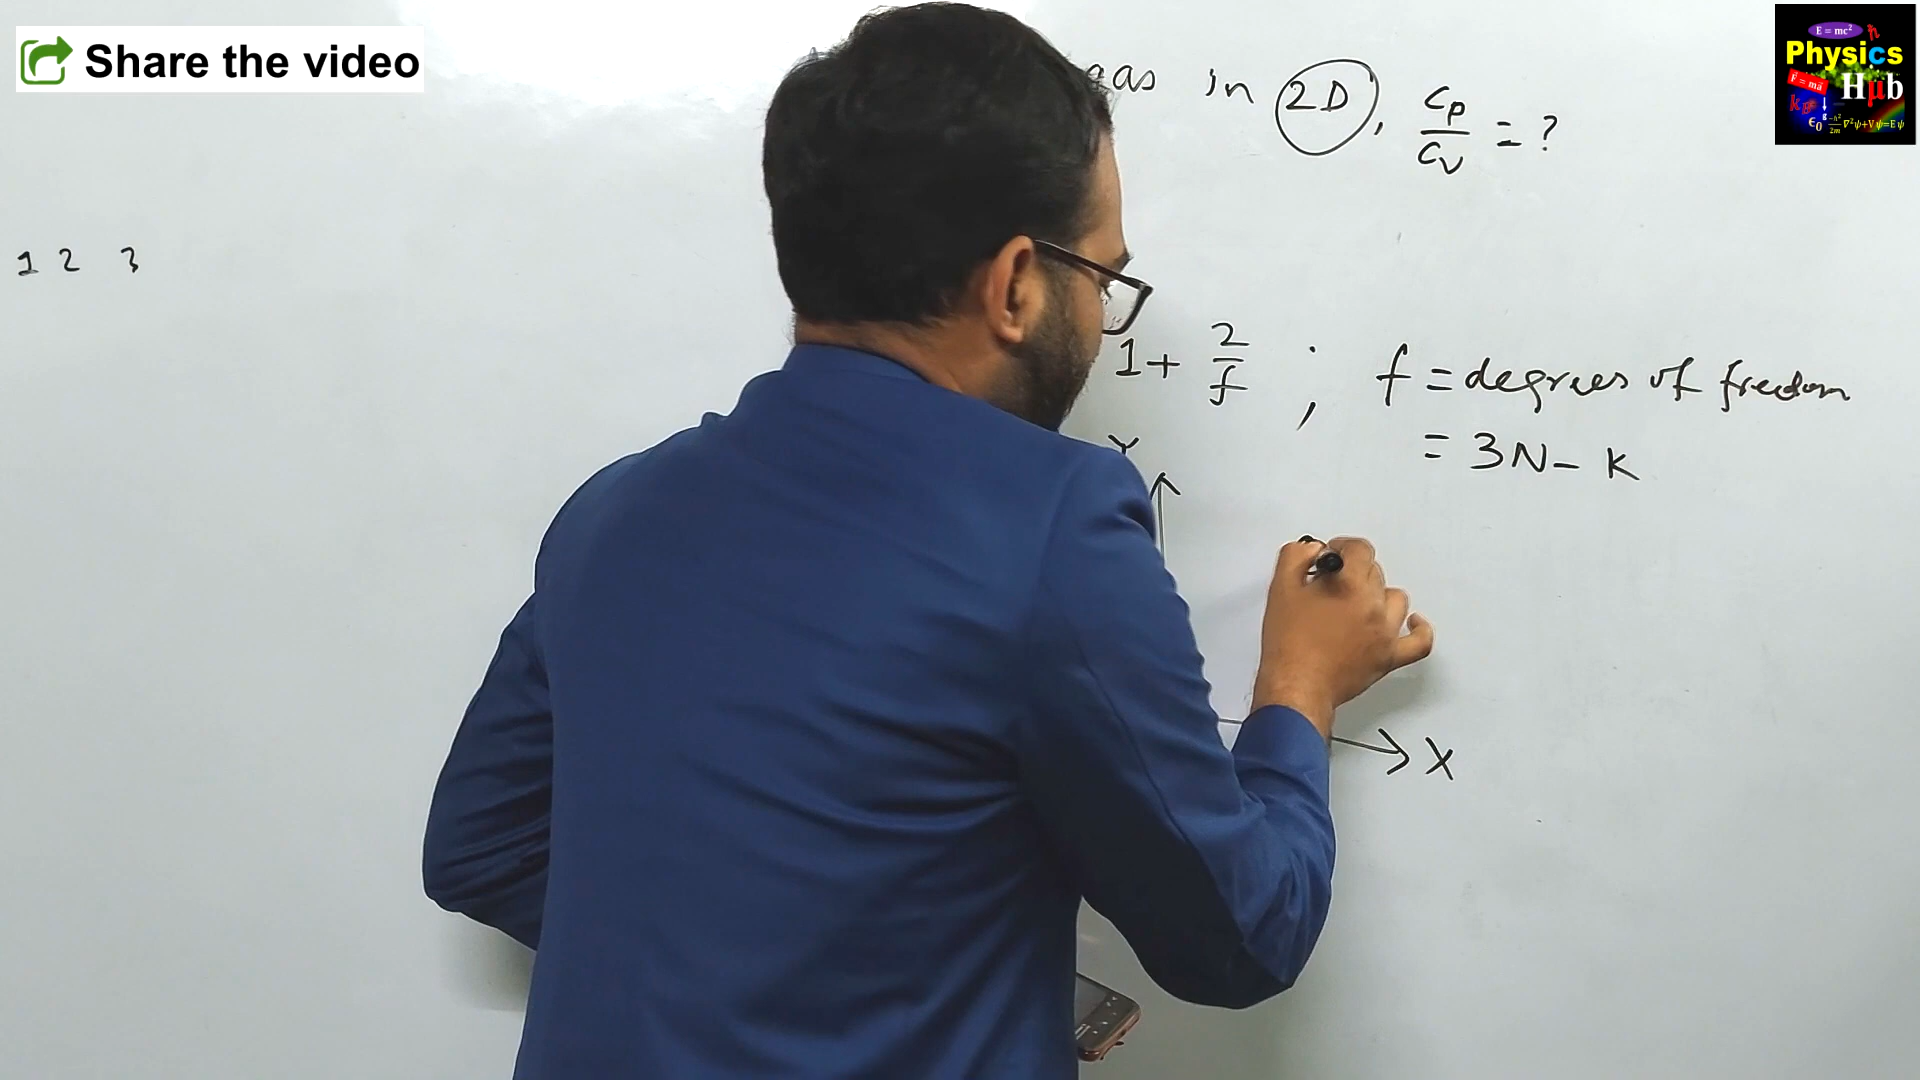 Share the video
E = mc² ħ
Physics
Hub
F = ma
gas in 2D, Cp/Cv = ?
1 2 3
1 + 2/f ; f = degrees of freedom
= 3N - K
Y
X